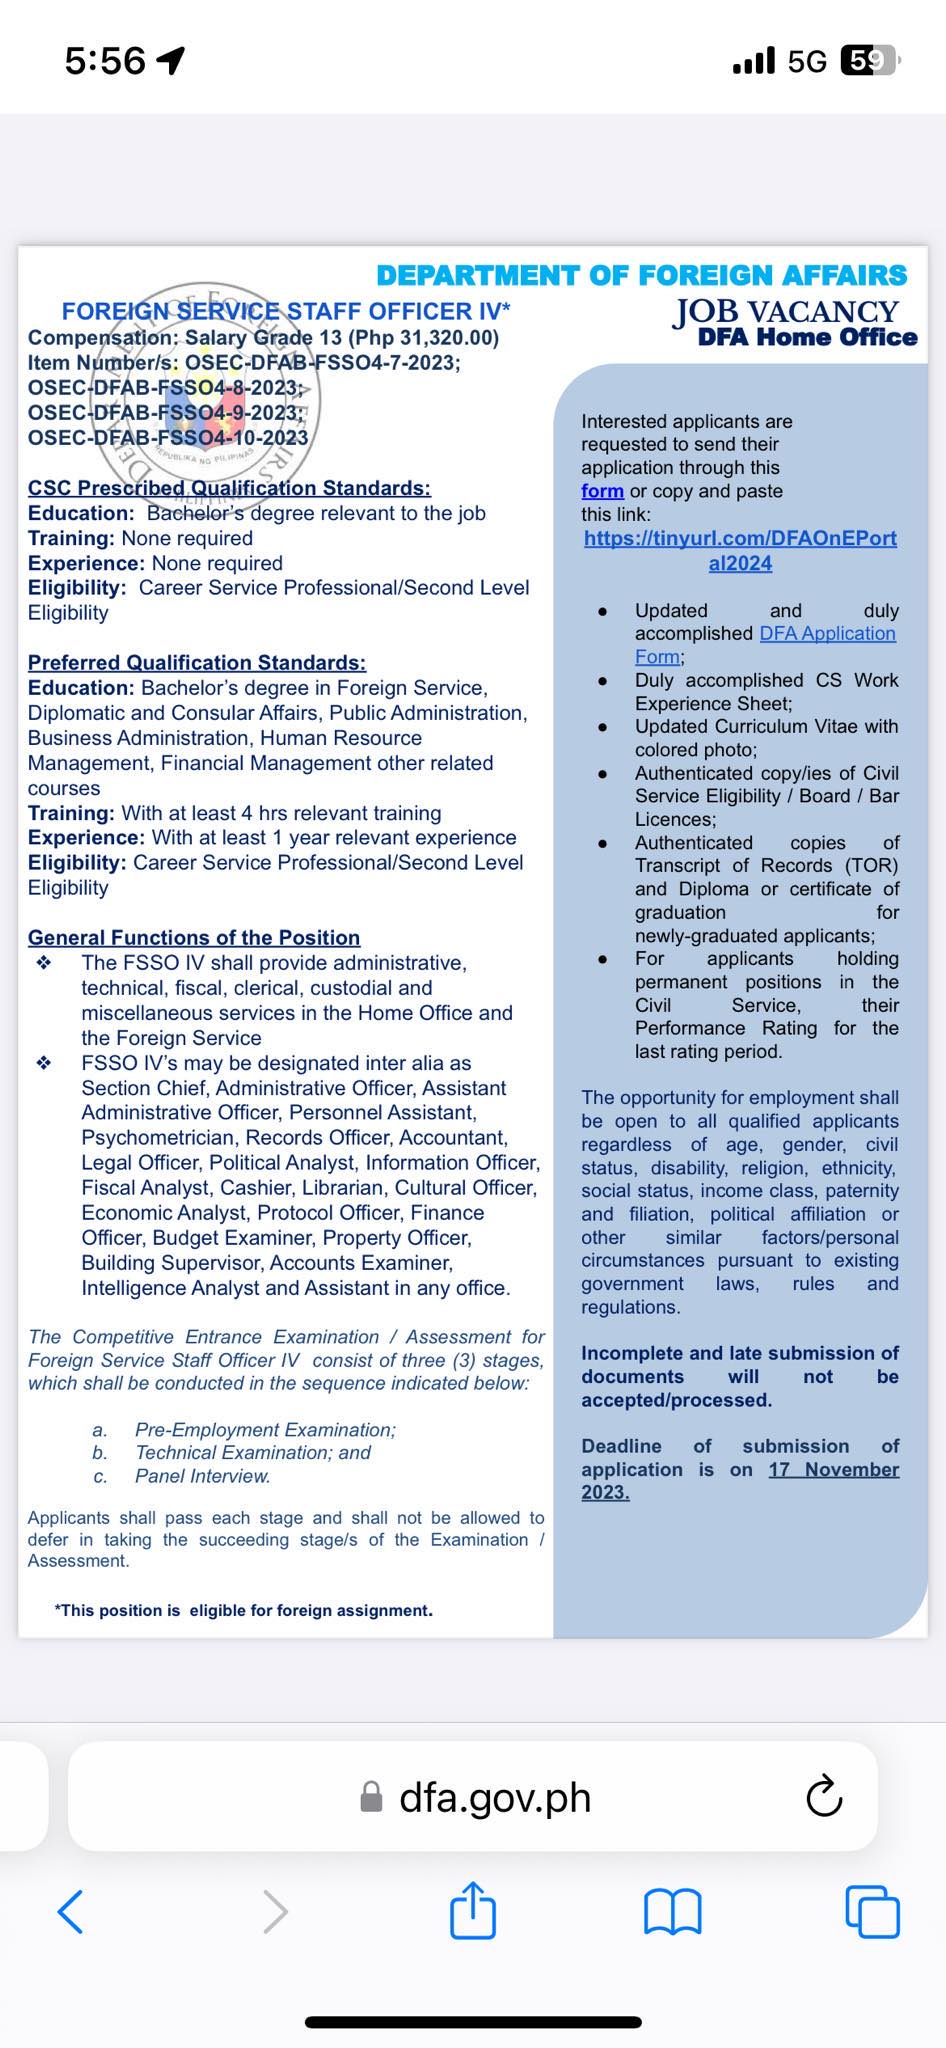 5:56
5G
59
DEPARTMENT OF FOREIGN AFFAIRS
JOB VACANCY
DFA Home Office
FOREIGN SERVICE STAFF OFFICER IV*
Compensation: Salary Grade 13 (Php 31,320.00)
Item Number/s: OSEC-DFAB-FSSO4-7-2023;
OSEC-DFAB-FSSO4-8-2023;
OSEC-DFAB-FSSO4-9-2023;
OSEC-DFAB-FSSO4-10-2023
REPUBLIKA NG PILIPINAS
CSC Prescribed Qualification Standards:
Education: Bachelor's degree relevant to the job
Training: None required
Experience: None required
Eligibility: Career Service Professional/Second Level
Eligibility
Preferred Qualification Standards:
Education: Bachelor's degree in Foreign Service,
Diplomatic and Consular Affairs, Public Administration,
Business Administration, Human Resource
Management, Financial Management other related
courses
Training: With at least 4 hrs relevant training
Experience: With at least 1 year relevant experience
Eligibility: Career Service Professional/Second Level
Eligibility
General Functions of the Position
❖ The FSSO IV shall provide administrative,
technical, fiscal, clerical, custodial and
miscellaneous services in the Home Office and
the Foreign Service
❖ FSSO IV's may be designated inter alia as
Section Chief, Administrative Officer, Assistant
Administrative Officer, Personnel Assistant,
Psychometrician, Records Officer, Accountant,
Legal Officer, Political Analyst, Information Officer,
Fiscal Analyst, Cashier, Librarian, Cultural Officer,
Economic Analyst, Protocol Officer, Finance
Officer, Budget Examiner, Property Officer,
Building Supervisor, Accounts Examiner,
Intelligence Analyst and Assistant in any office.
The Competitive Entrance Examination / Assessment for
Foreign Service Staff Officer IV consist of three (3) stages,
which shall be conducted in the sequence indicated below:
a. Pre-Employment Examination;
b. Technical Examination; and
c. Panel Interview.
Applicants shall pass each stage and shall not be allowed to
defer in taking the succeeding stage/s of the Examination /
Assessment.
*This position is eligible for foreign assignment.
Interested applicants are
requested to send their
application through this
form or copy and paste
this link:
https://tinyurl.com/DFAOnEPort
al2024
● Updated and duly
accomplished DFA Application
Form;
● Duly accomplished CS Work
Experience Sheet;
● Updated Curriculum Vitae with
colored photo;
● Authenticated copy/ies of Civil
Service Eligibility / Board / Bar
Licences;
● Authenticated copies of
Transcript of Records (TOR)
and Diploma or certificate of
graduation for
newly-graduated applicants;
● For applicants holding
permanent positions in the
Civil Service, their
Performance Rating for the
last rating period.
The opportunity for employment shall
be open to all qualified applicants
regardless of age, gender, civil
status, disability, religion, ethnicity,
social status, income class, paternity
and filiation, political affiliation or
other similar factors/personal
circumstances pursuant to existing
government laws, rules and
regulations.
Incomplete and late submission of
documents will not be
accepted/processed.
Deadline of submission of
application is on 17 November
2023.
dfa.gov.ph